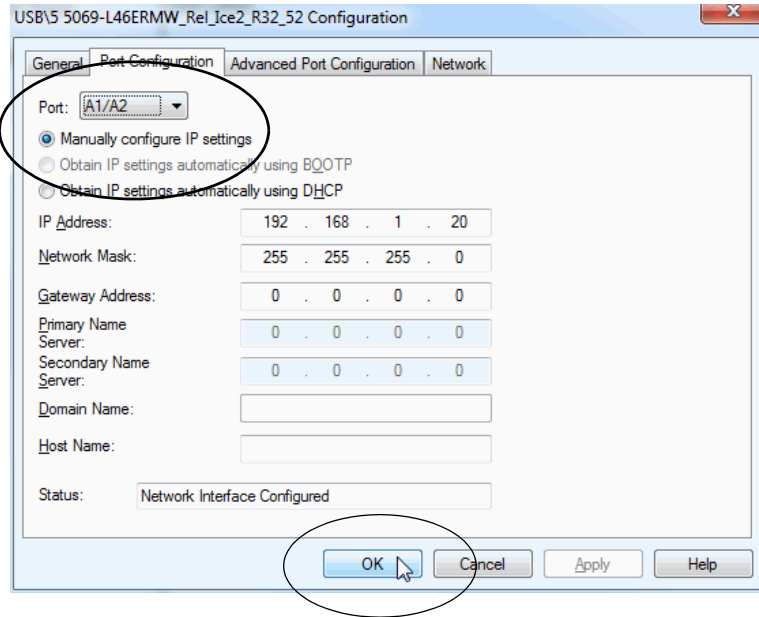 USB\5 5069-L46ERMW_Rel_Ice2_R32_52 Configuration
General Port Configuration Advanced Port Configuration Network
Port: A1/A2
Manually configure IP settings
Obtain IP settings automatically using BOOTP
Obtain IP settings automatically using DHCP
IP Address: 192 . 168 . 1 . 20
Network Mask: 255 . 255 . 255 . 0
Gateway Address: 0 . 0 . 0 . 0
Primary Name
Server: 0 . 0 . 0 . 0
Secondary Name
Server: 0 . 0 . 0 . 0
Domain Name:
Host Name:
Status: Network Interface Configured
OK Cancel Apply Help